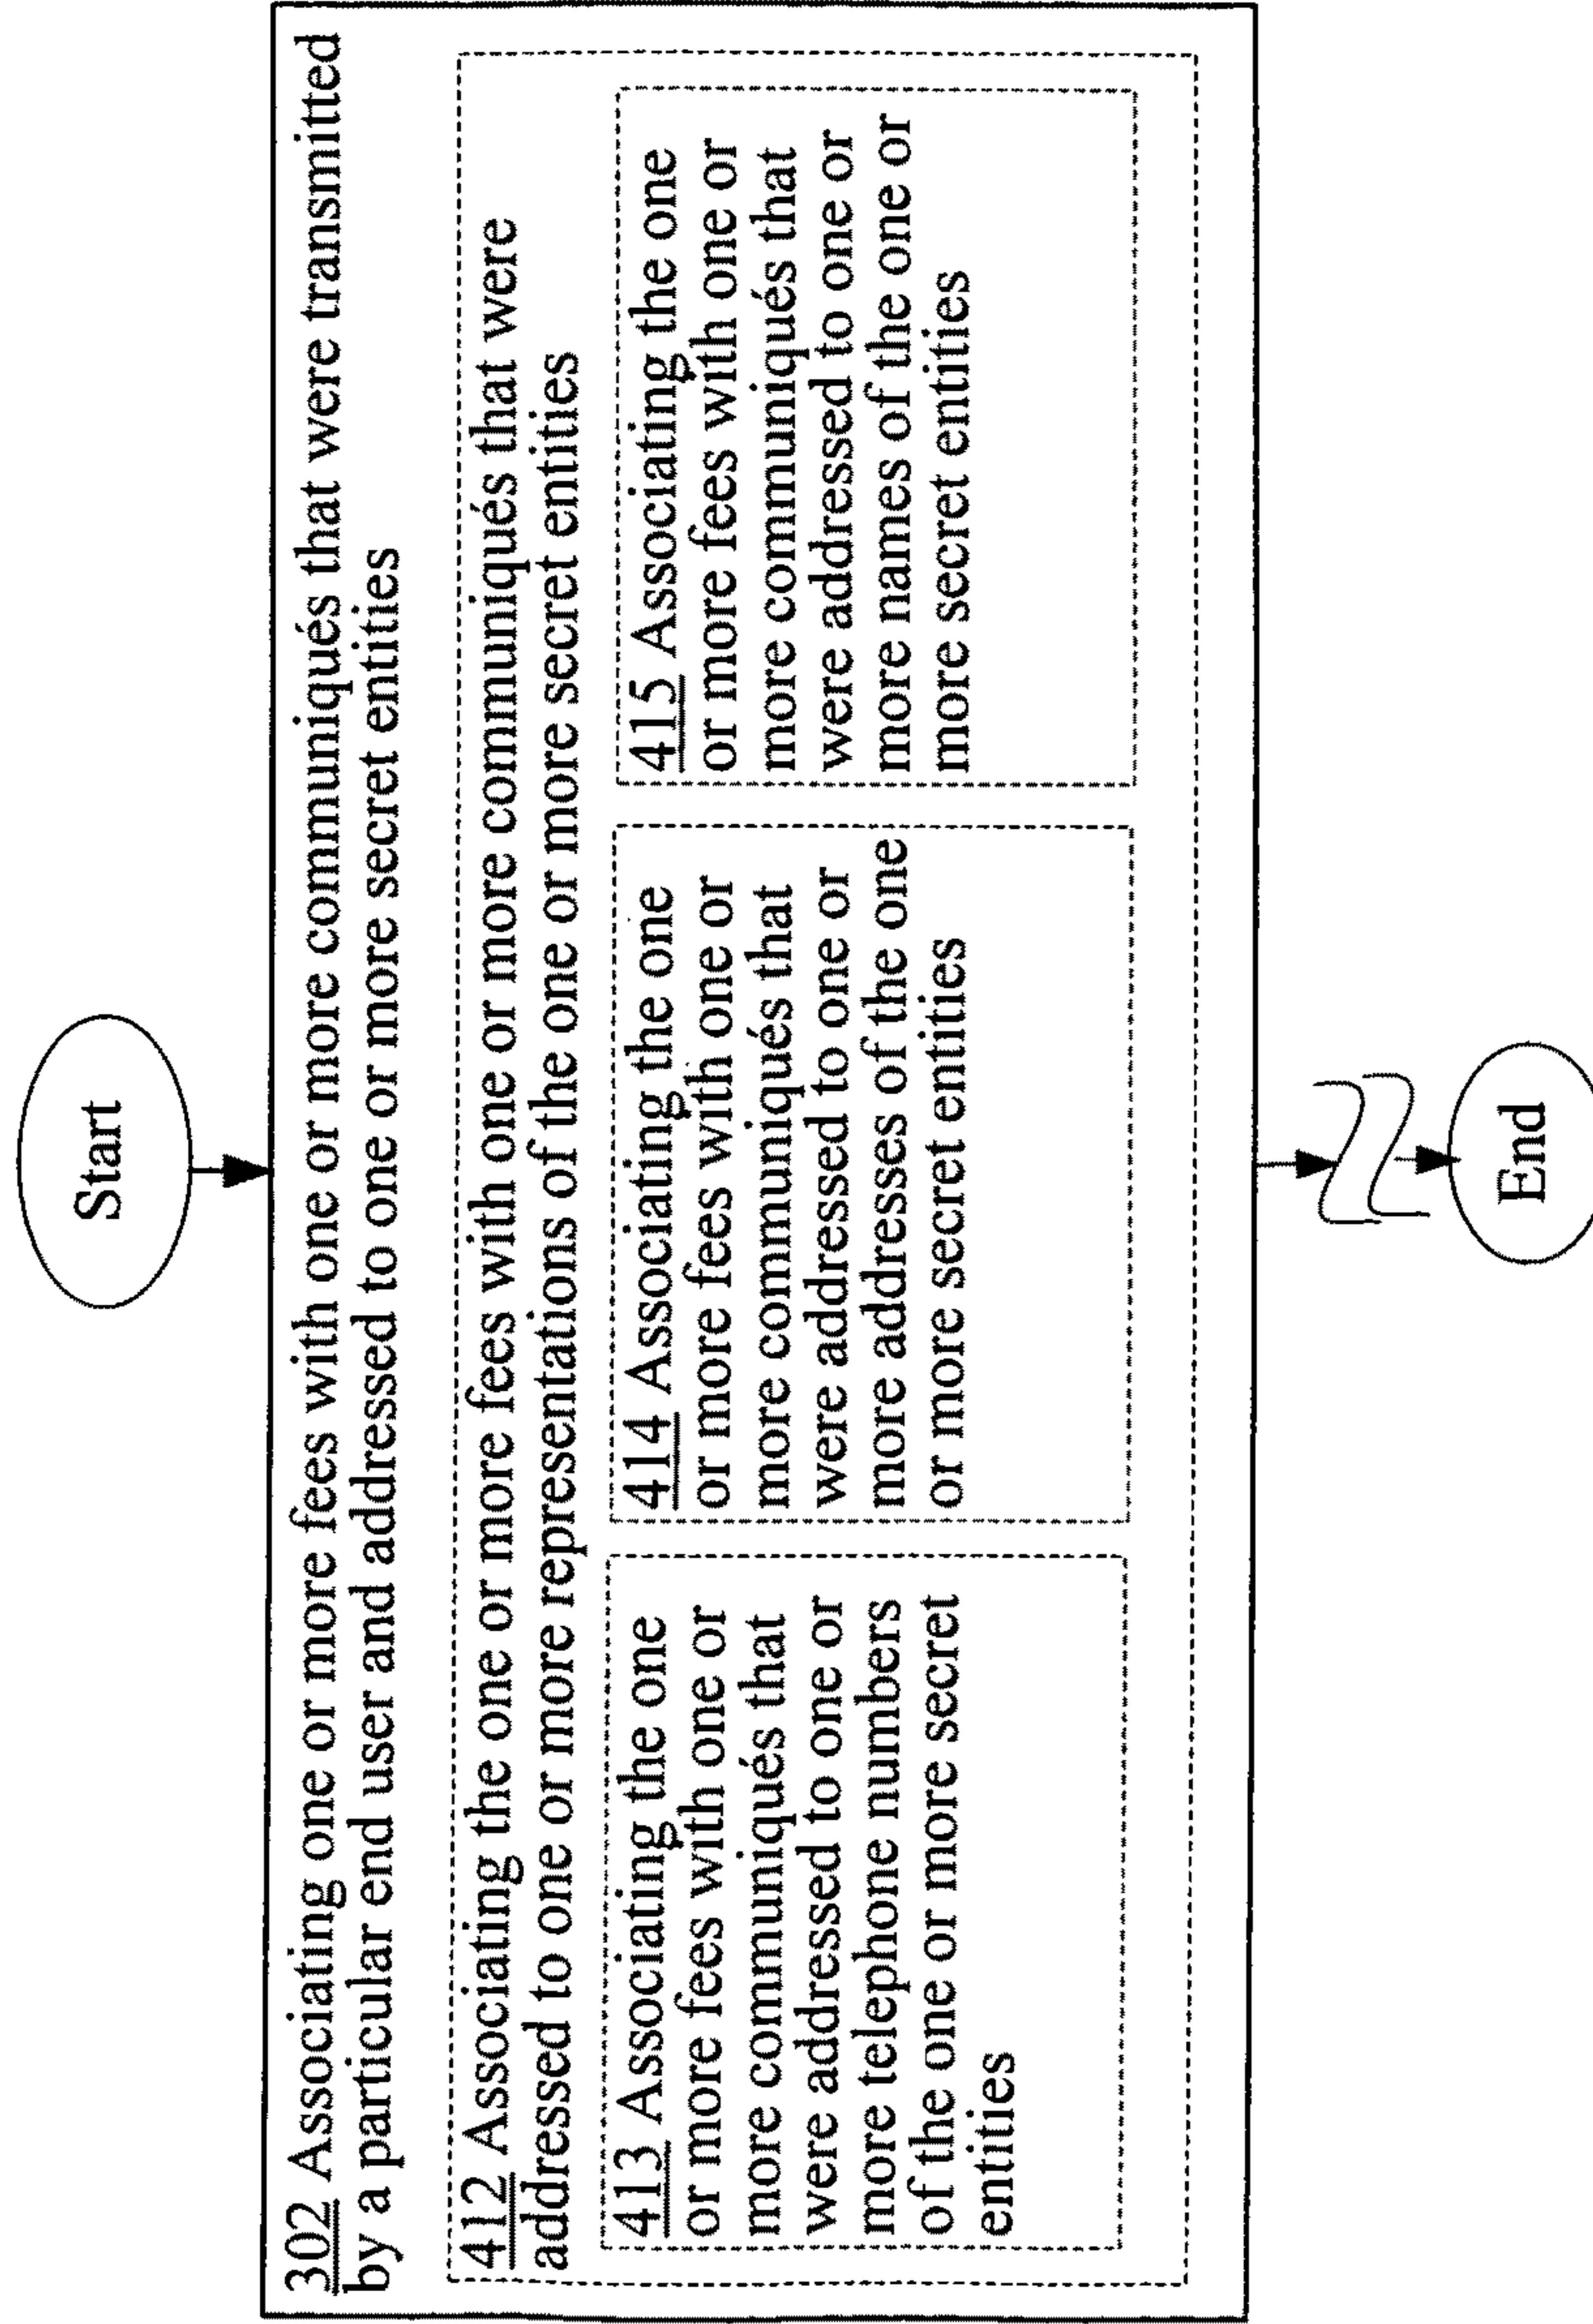 Start
302 Associating one or more fees with one or more communiqués that were transmitted
by a particular end user and addressed to one or more secret entities
412 Associating the one or more fees with one or more communiqués that were
addressed to one or more representations of the one or more secret entities
413 Associating the one
or more fees with one or
more communiqués that
were addressed to one or
more telephone numbers
of the one or more secret
entities
414 Associating the one
or more fees with one or
more communiqués that
were addressed to one or
more addresses of the one
or more secret entities
415 Associating the one
or more fees with one or
more communiqués that
were addressed to one or
more names of the one or
more secret entities
End